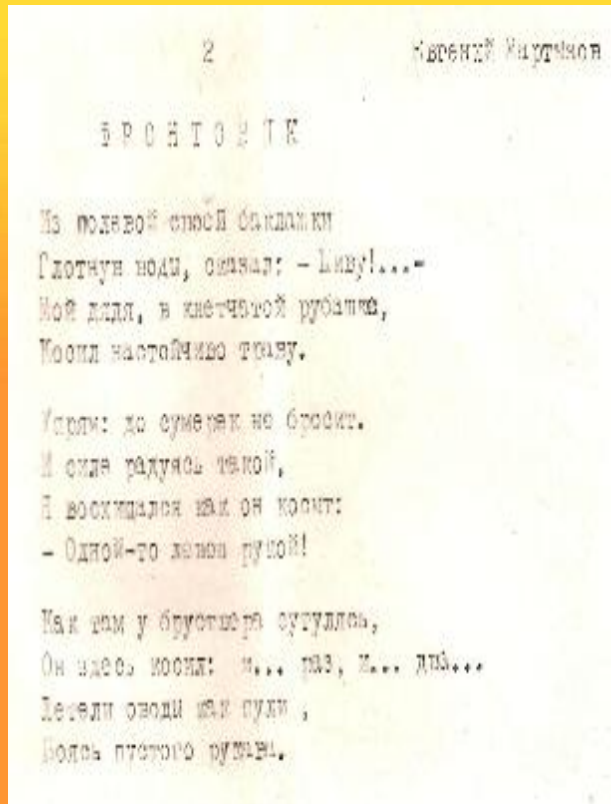 2 Евгений Мартынов
ФРОНТОВИК
Из полевой своей баклажки
Глотнув воды, сказал: - Живу!...-
Мой дядя, в клетчатой рубашке,
Косил настойчиво траву.
Упрям: до сумерек не бросит.
И силе радуясь такой,
Я восхищался как он косит:
- Одной-то левой рукой!
Как там у бруствера сутулясь,
Он здесь косил: и... раз, и... два...
Летели оводы как пули ,
Боясь пустого рукава.